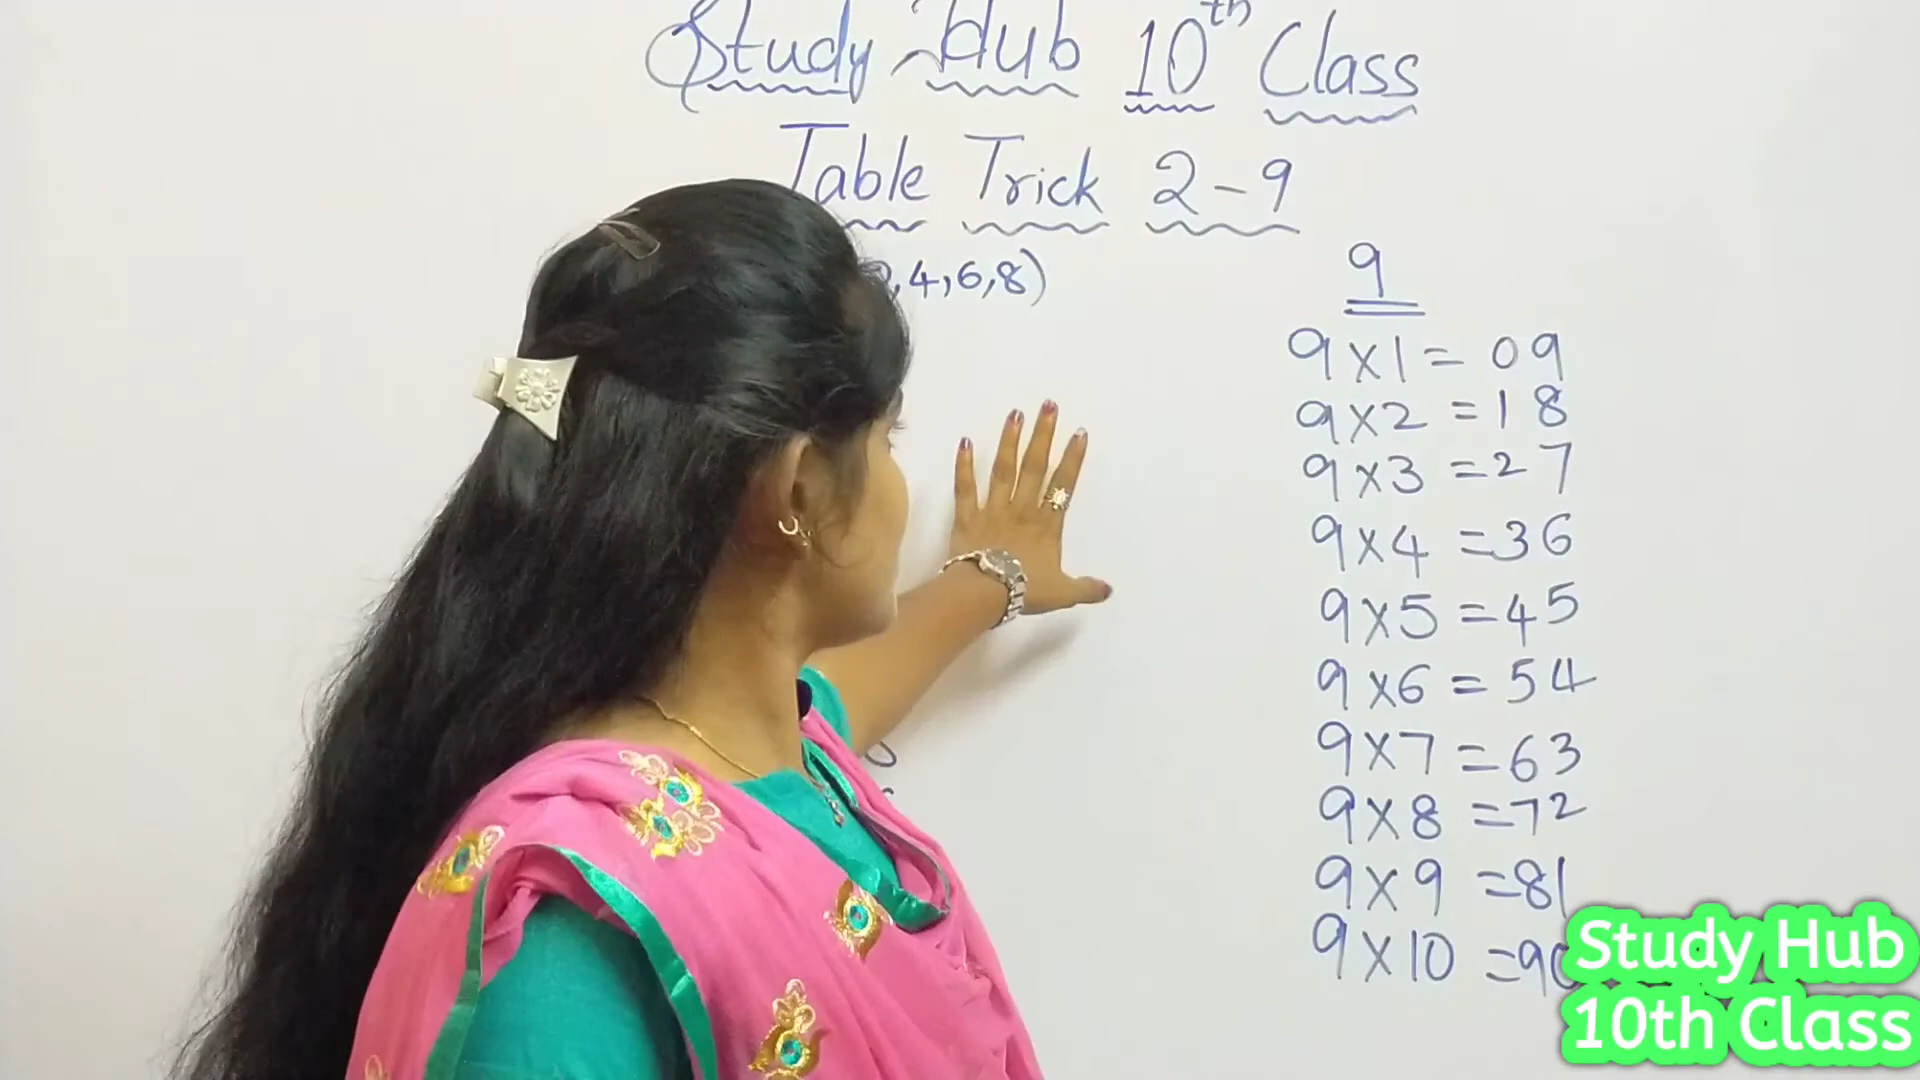 Study Hub 10th Class
Table Trick 2-9
,4,6,8)
9
9x1= 09
9x2 =18
9x3 =27
9x4 =36
9x5 =45
9x6 = 54
9x7 =63
9x8 =72
9x9 =81
9x10 =90
Study Hub
10th Class